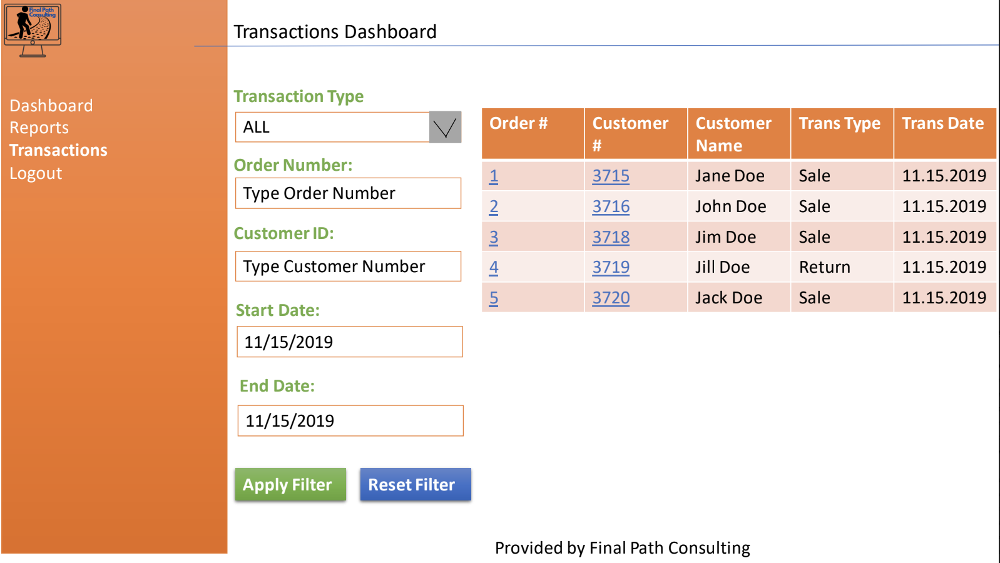 Final Path
Consulting
Transactions Dashboard
Dashboard
Reports
Transactions
Logout
Transaction Type
ALL
Order Number:
Type Order Number
Customer ID:
Type Customer Number
Start Date:
11/15/2019
End Date:
11/15/2019
Apply Filter Reset Filter
Order # Customer # Customer Name Trans Type Trans Date
1 3715 Jane Doe Sale 11.15.2019
2 3716 John Doe Sale 11.15.2019
3 3718 Jim Doe Sale 11.15.2019
4 3719 Jill Doe Return 11.15.2019
5 3720 Jack Doe Sale 11.15.2019
Provided by Final Path Consulting